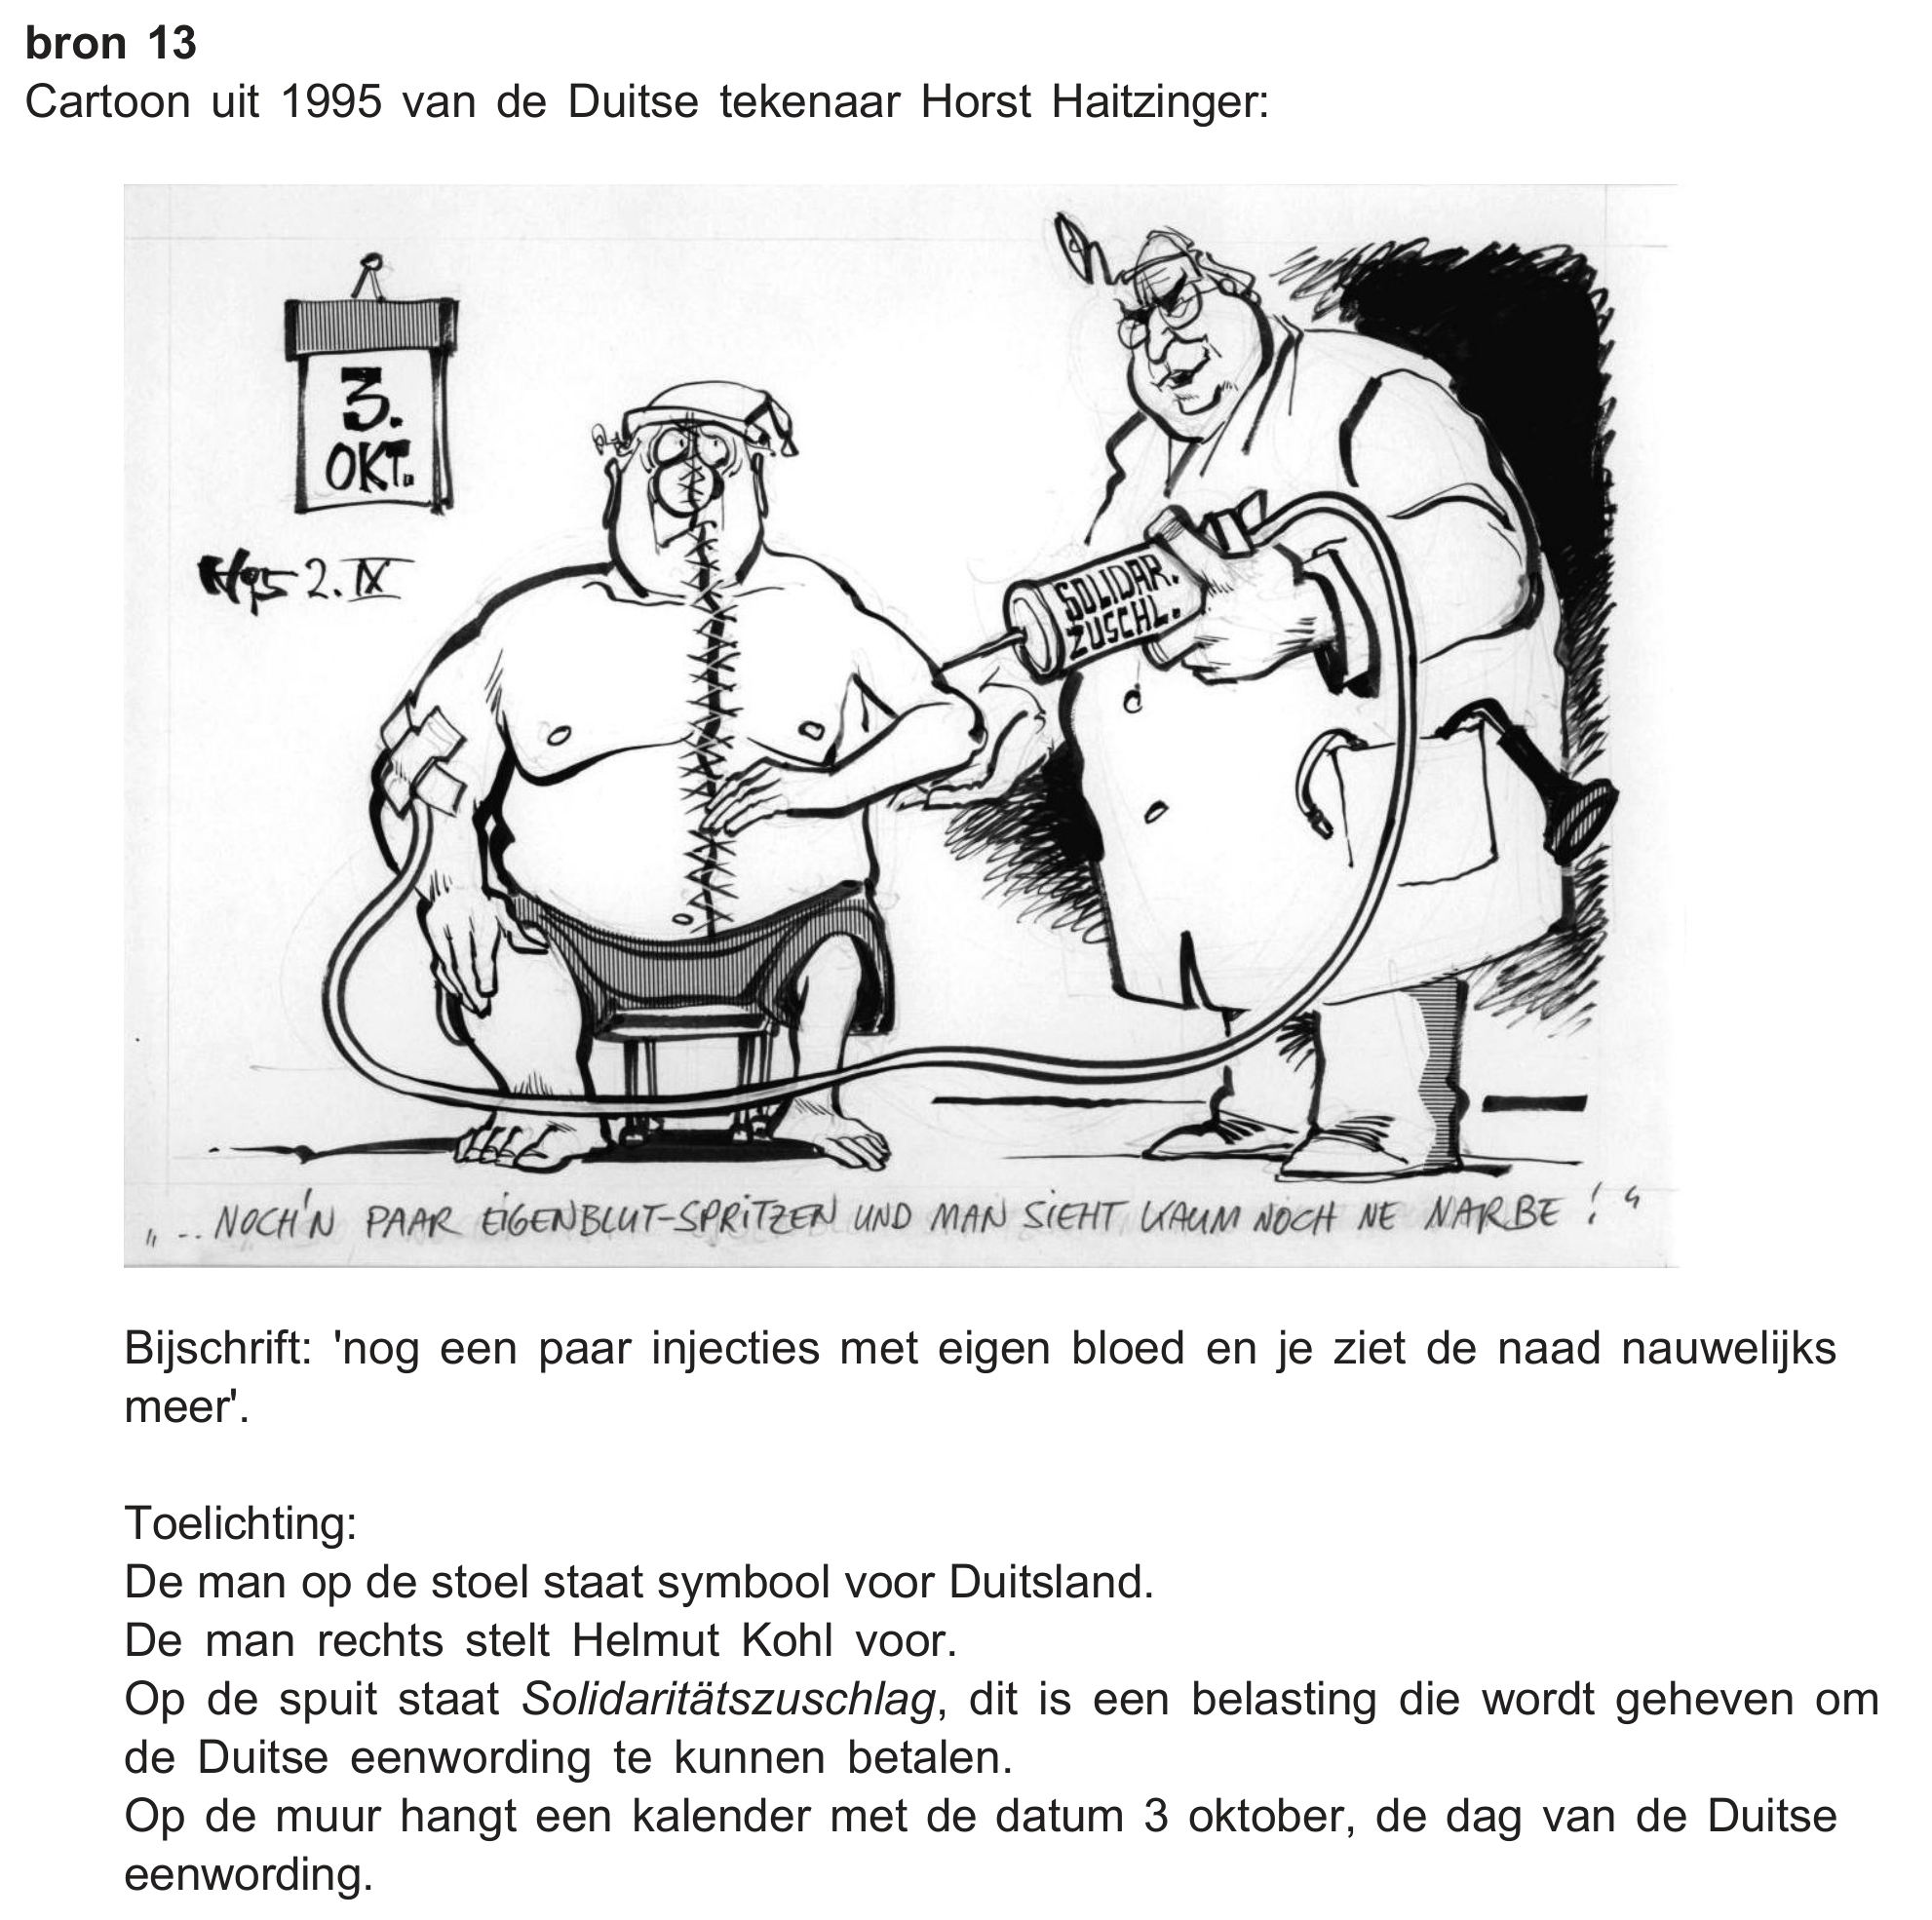 bron 13
Cartoon uit 1995 van de Duitse tekenaar Horst Haitzinger:
3.
OKT.
H95 2.IX
SOLIDAR.
ZUSCHL.
"... NOCH'N PAAR EIGENBLUT-SPRITZEN UND MAN SIEHT KAUM NOCH NE NARBE!"
Bijschrift: 'nog een paar injecties met eigen bloed en je ziet de naad nauwelijks
meer'.
Toelichting:
De man op de stoel staat symbool voor Duitsland.
De man rechts stelt Helmut Kohl voor.
Op de spuit staat Solidaritätszuschlag, dit is een belasting die wordt geheven om
de Duitse eenwording te kunnen betalen.
Op de muur hangt een kalender met de datum 3 oktober, de dag van de Duitse
eenwording.